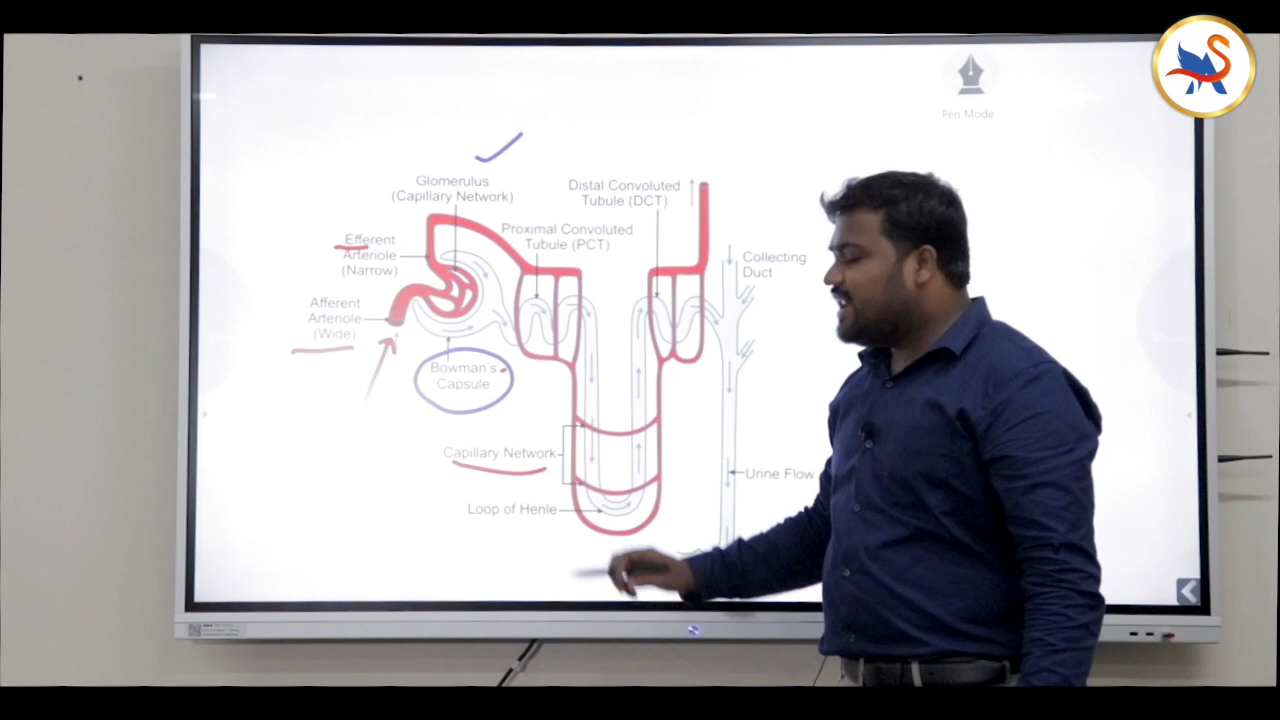 Pen Mode
Glomerulus
(Capillary Network)
Distal Convoluted
Tubule (DCT)
Proximal Convoluted
Tubule (PCT)
Efferent
Arteriole
(Narrow)
Collecting
Duct
Afferent
Arteriole
(Wide)
Bowman's
Capsule
Capillary Network
Urine Flow
Loop of Henle